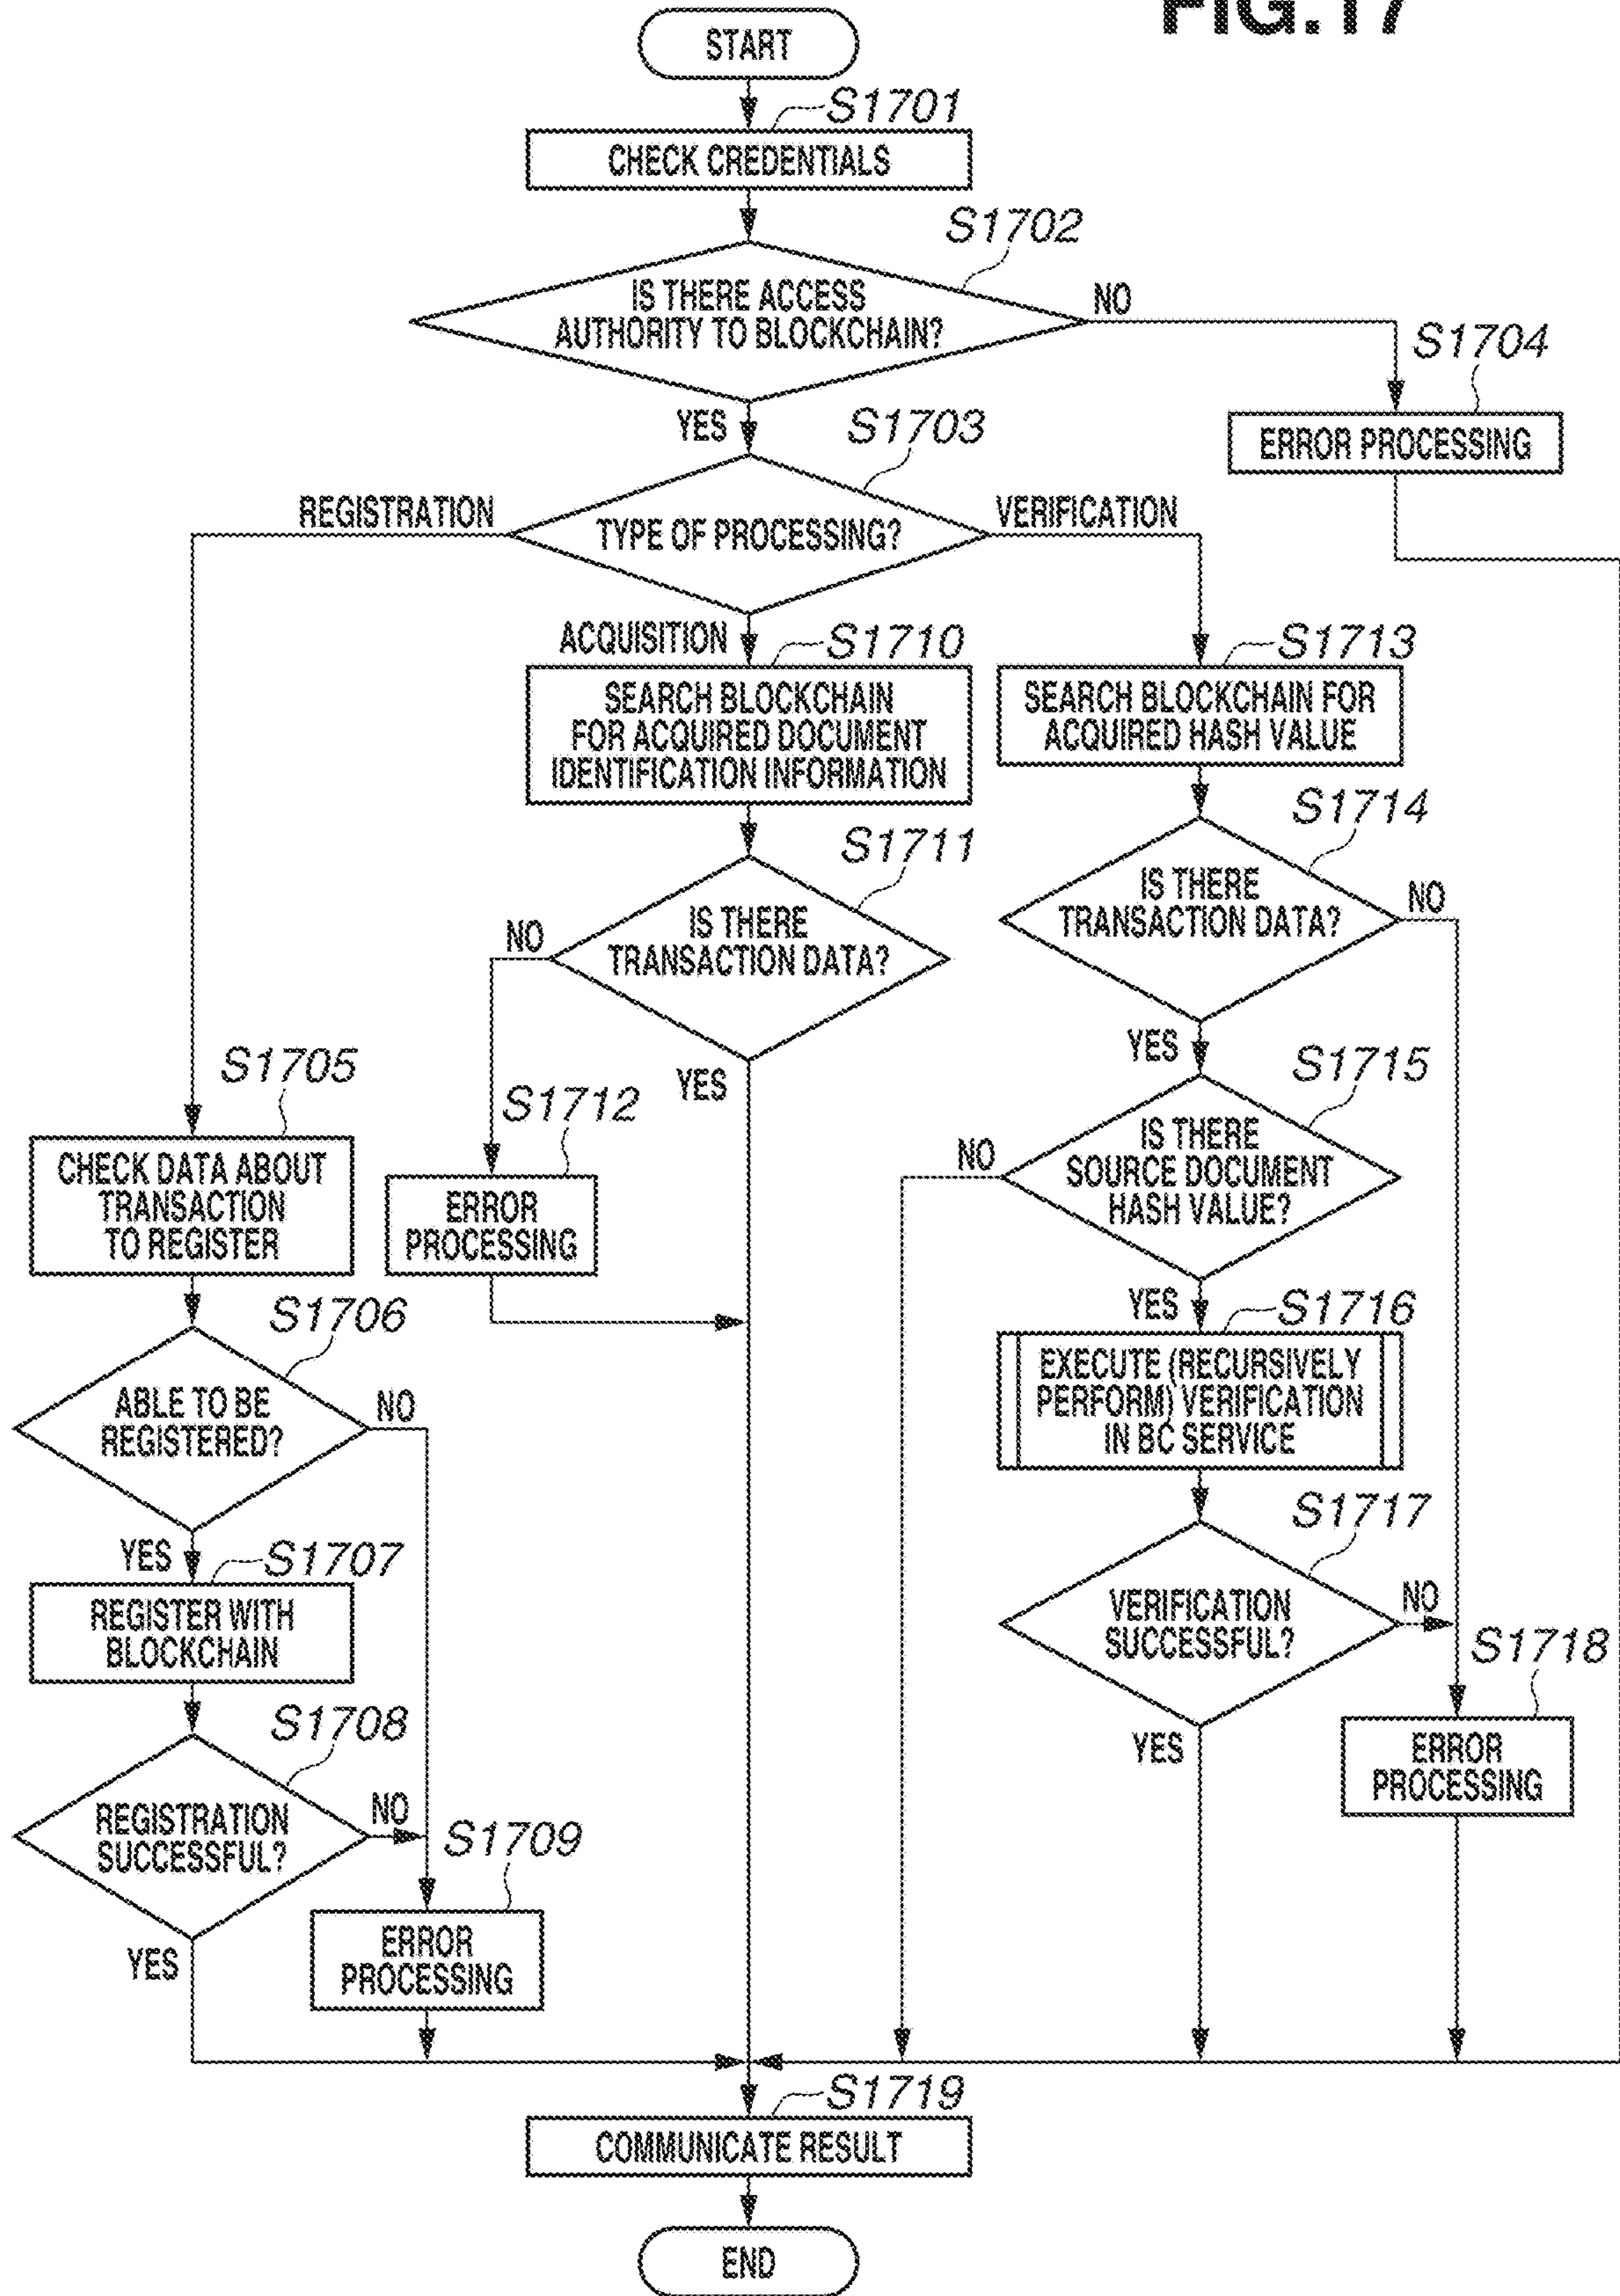 FIG.17
START
S1701
CHECK CREDENTIALS
S1702
IS THERE ACCESS
AUTHORITY TO BLOCKCHAIN?
NO
S1704
ERROR PROCESSING
YES
S1703
TYPE OF PROCESSING?
REGISTRATION
VERIFICATION
ACQUISITION
S1710
SEARCH BLOCKCHAIN
FOR ACQUIRED DOCUMENT
IDENTIFICATION INFORMATION
S1713
SEARCH BLOCKCHAIN FOR
ACQUIRED HASH VALUE
S1711
IS THERE
TRANSACTION DATA?
NO
YES
S1712
ERROR
PROCESSING
S1714
IS THERE
TRANSACTION DATA?
NO
YES
S1715
IS THERE
SOURCE DOCUMENT
HASH VALUE?
NO
YES
S1716
EXECUTE (RECURSIVELY
PERFORM) VERIFICATION
IN BC SERVICE
S1717
VERIFICATION
SUCCESSFUL?
NO
YES
S1718
ERROR
PROCESSING
S1705
CHECK DATA ABOUT
TRANSACTION
TO REGISTER
S1706
ABLE TO BE
REGISTERED?
NO
YES
S1707
REGISTER WITH
BLOCKCHAIN
S1708
REGISTRATION
SUCCESSFUL?
NO
YES
S1709
ERROR
PROCESSING
S1719
COMMUNICATE RESULT
END